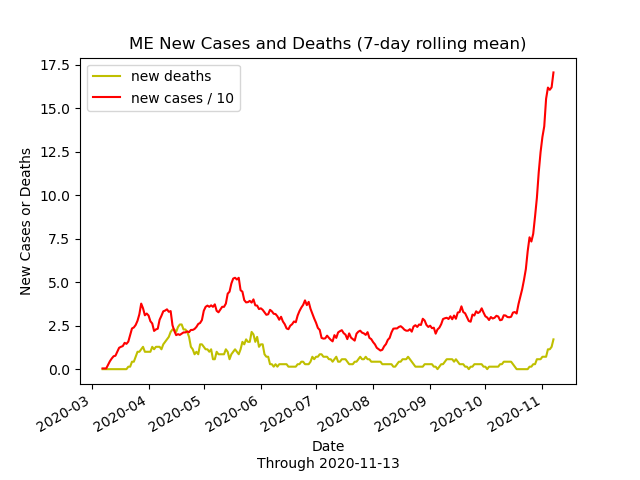 ME New Cases and Deaths (7-day rolling mean)
new deaths
new cases / 10
17.5
15.0
12.5
10.0
7.5
5.0
2.5
0.0
New Cases or Deaths
2020-03
2020-04
2020-05
2020-06
2020-07
2020-08
2020-09
2020-10
2020-11
Date
Through 2020-11-13